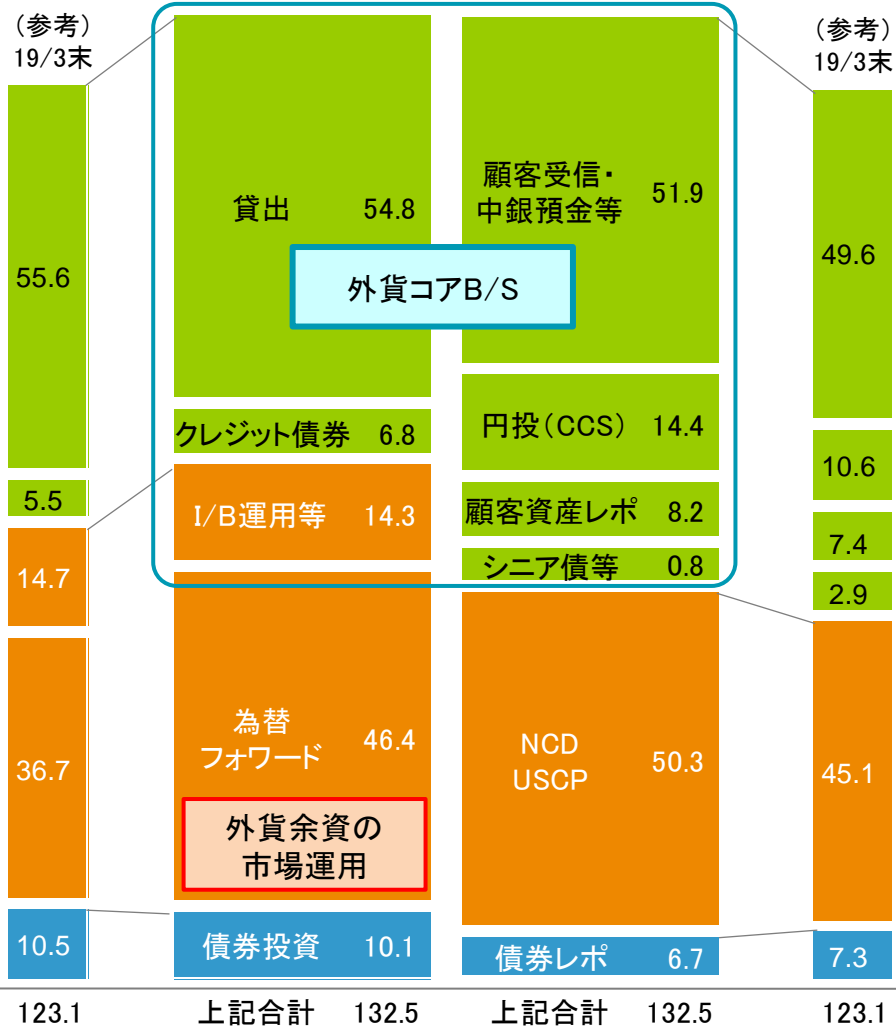 （参考）
19/3末
55.6
5.5
14.7
36.7
10.5
123.1
貸出 54.8
クレジット債券 6.8
I/B運用等 14.3
為替
フォワード 46.4
外貨余資の
市場運用
債券投資 10.1
上記合計 132.5
外貨コアB/S
顧客受信・
中銀預金等 51.9
円投（CCS） 14.4
顧客資産レポ 8.2
シニア債等 0.8
NCD
USCP 50.3
債券レポ 6.7
上記合計 132.5
（参考）
19/3末
49.6
10.6
7.4
2.9
45.1
7.3
123.1